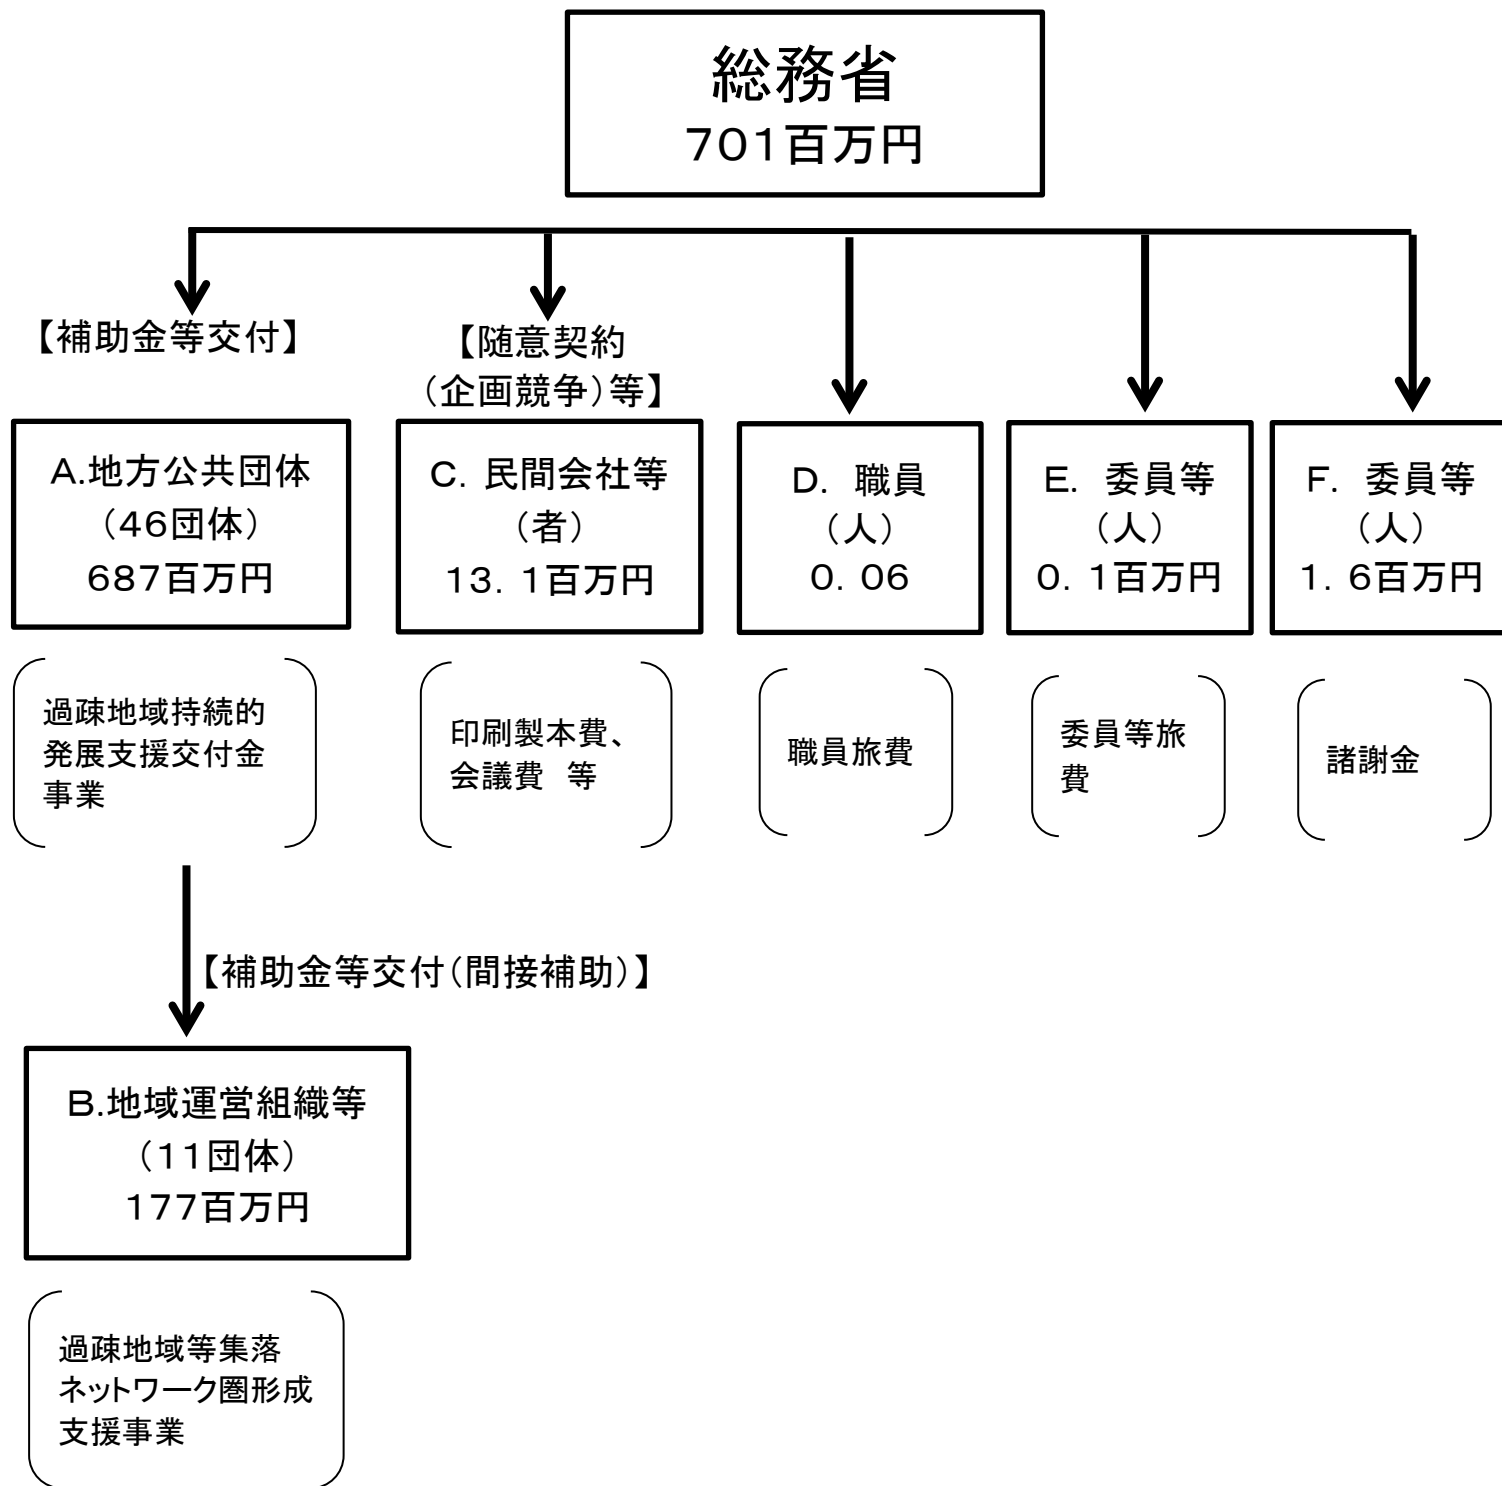 総務省
701百万円
【補助金等交付】
【随意契約
(企画競争)等】
A.地方公共団体
(46団体)
687百万円
C. 民間会社等
(者)
13. 1百万円
D. 職員
(人)
0. 06
E. 委員等
(人)
0. 1百万円
F. 委員等
(人)
1. 6百万円
過疎地域持続的
発展支援交付金
事業
印刷製本費、
会議費 等
職員旅費
委員等旅
費
諸謝金
【補助金等交付(間接補助)】
B.地域運営組織等
(11団体)
177百万円
過疎地域等集落
ネットワーク圏形成
支援事業